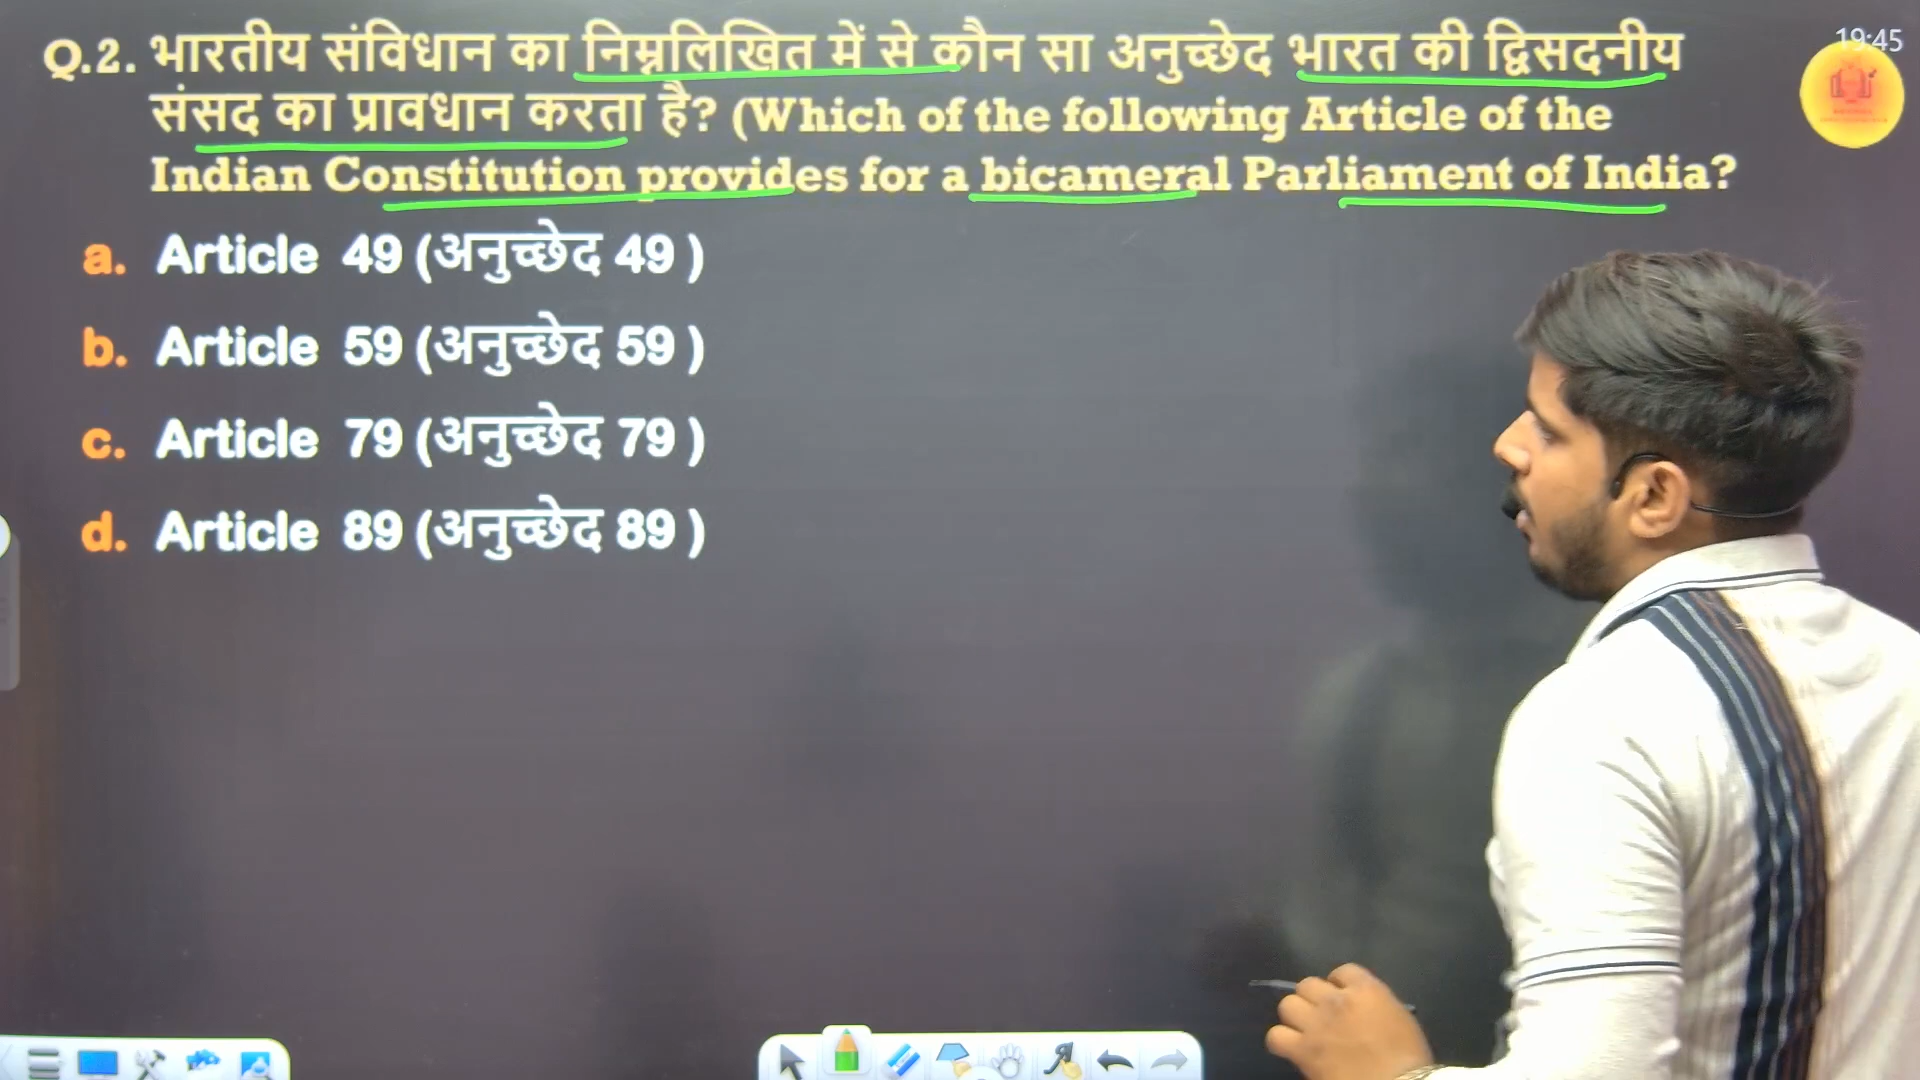 19:45
Q.2. भारतीय संविधान का निम्नलिखित में से कौन सा अनुच्छेद भारत की द्विसदनीय
संसद का प्रावधान करता है? (Which of the following Article of the
Indian Constitution provides for a bicameral Parliament of India?
a. Article 49 (अनुच्छेद 49 )
b. Article 59 (अनुच्छेद 59 )
c. Article 79 (अनुच्छेद 79 )
d. Article 89 (अनुच्छेद 89 )